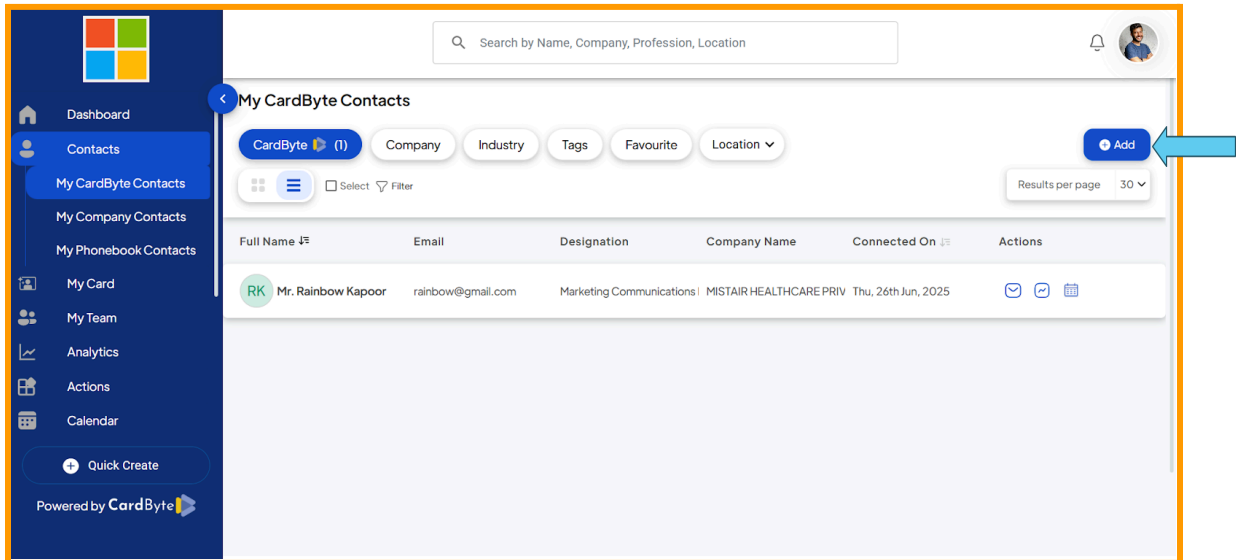 Search by Name, Company, Profession, Location
Dashboard
Contacts
My CardByte Contacts
My Company Contacts
My Phonebook Contacts
My Card
My Team
Analytics
Actions
Calendar
Quick Create
Powered by CardByte
My CardByte Contacts
CardByte (1) Company Industry Tags Favourite Location Add
Select Filter Results per page 30
Full Name Email Designation Company Name Connected On Actions
RK Mr. Rainbow Kapoor rainbow@gmail.com Marketing Communications MISTAIR HEALTHCARE PRIV Thu, 26th Jun, 2025